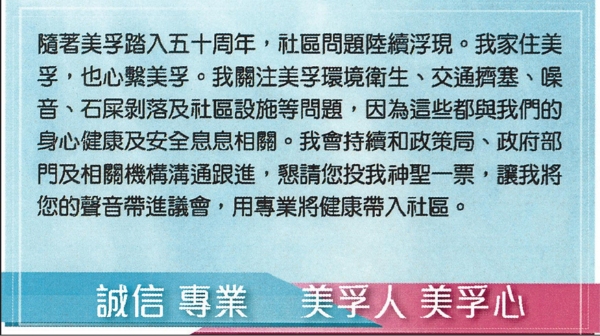 隨著美孚踏入五十周年，社區問題陸續浮現。我家住美
孚，也心繫美孚。我關注美孚環境衛生、交通擠塞、噪
音、石屎剝落及社區設施等問題，因為這些都與我們的
身心健康及安全息息相關。我會持續和政策局、政府部
門及相關機構溝通跟進，懇請您投我神聖一票，讓我將
您的聲音帶進議會，用專業將健康帶入社區。
誠信 專業 美孚人 美孚心